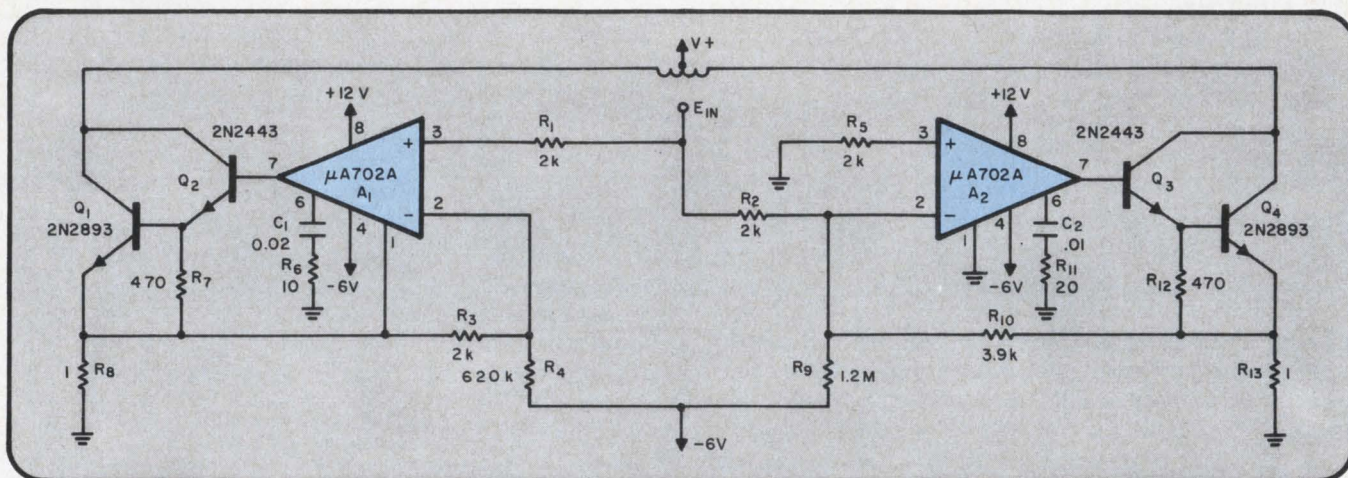 V+
+12 V
E IN
+12V
2N2443
8
3
R1
2k
R5
2k
3
8
2N2443
7
+
μA702A
A1
+
μA702A
A2
7
Q2
Q3
Q1
2N2893
6
C1
0.02
4
1
−
2
R2
2k
2
−
1
4
6
C2
.01
Q4
2N2893
470
R7
R6
10
-6V
-6V
R11
20
R12
470
R3
2k
R10
3.9k
1
R8
620k
R4
R9
1.2M
R13
1
-6V